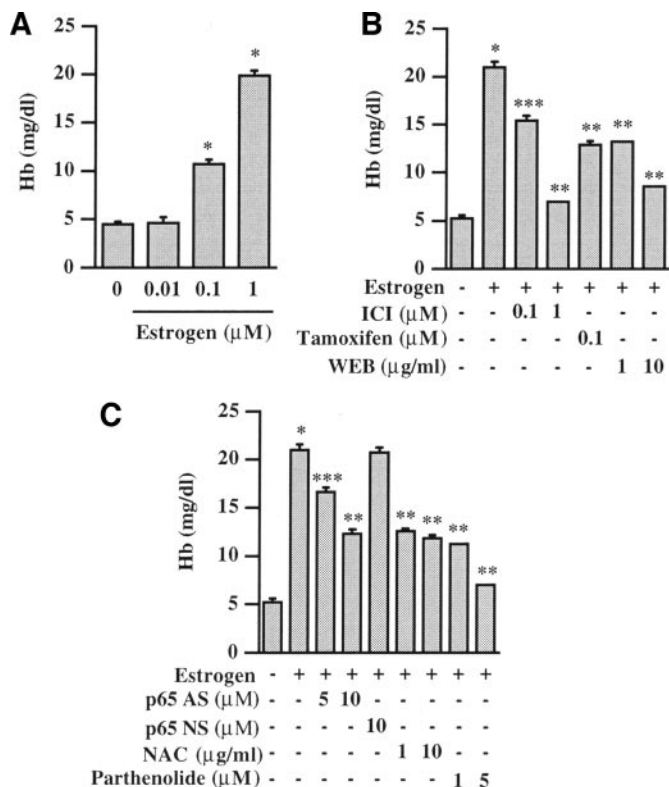 A
25
20
15
10
5
0
Hb (mg/dl)
*
*
0 0.01 0.1 1
Estrogen (μM)
B
25
20
15
10
5
0
Hb (mg/dl)
* *** ** ** ** **
Estrogen - + + + + + +
ICI (μM) - - 0.1 1 - - -
Tamoxifen (μM) - - - - 0.1 - -
WEB (μg/ml) - - - - - 1 10
C
25
20
15
10
5
0
Hb (mg/dl)
* *** ** ** ** ** **
Estrogen - + + + + + + + +
p65 AS (μM) - - 5 10 - - - - -
p65 NS (μM) - - - - 10 - - - -
NAC (μg/ml) - - - - - 1 10 - -
Parthenolide (μM) - - - - - - - 1 5